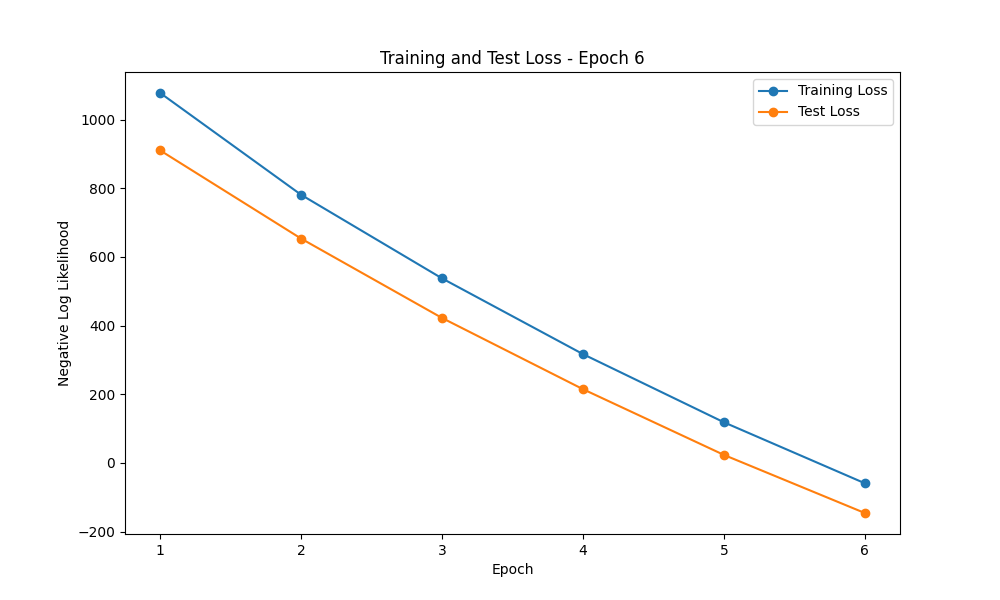 Training and Test Loss - Epoch 6
Training Loss
Test Loss
Negative Log Likelihood
1000
800
600
400
200
0
−200
1 2 3 4 5 6
Epoch